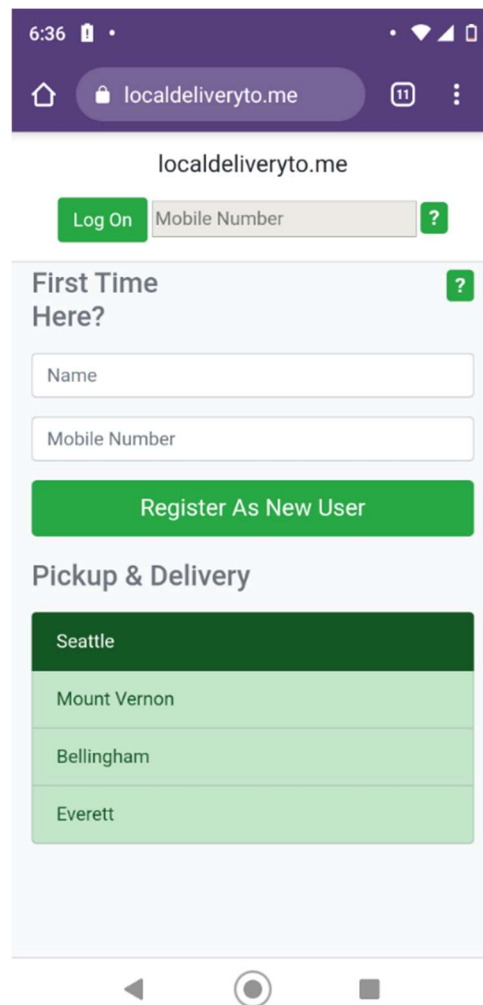 6:36
localdeliveryto.me
11
localdeliveryto.me
Log On
Mobile Number
?
First Time
Here?
?
Name
Mobile Number
Register As New User
Pickup & Delivery
Seattle
Mount Vernon
Bellingham
Everett